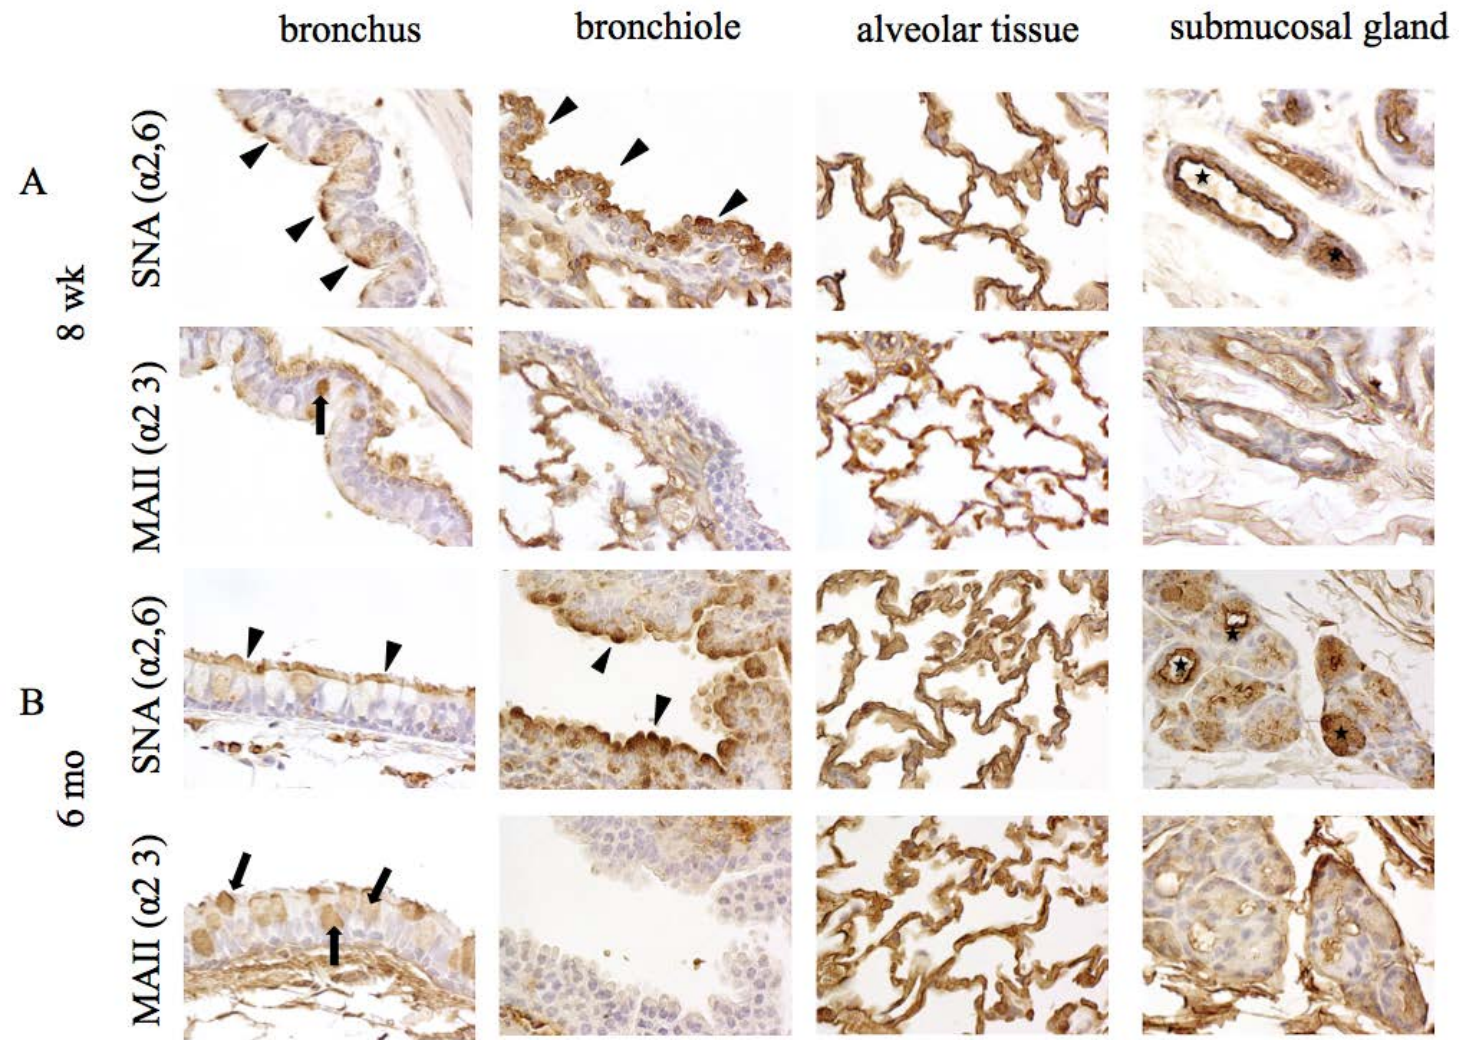 bronchus bronchiole alveolar tissue submucosal gland
A
8 wk
SNA (α2,6)
MAII (α2 3)
B
6 mo
SNA (α2,6)
MAII (α2 3)